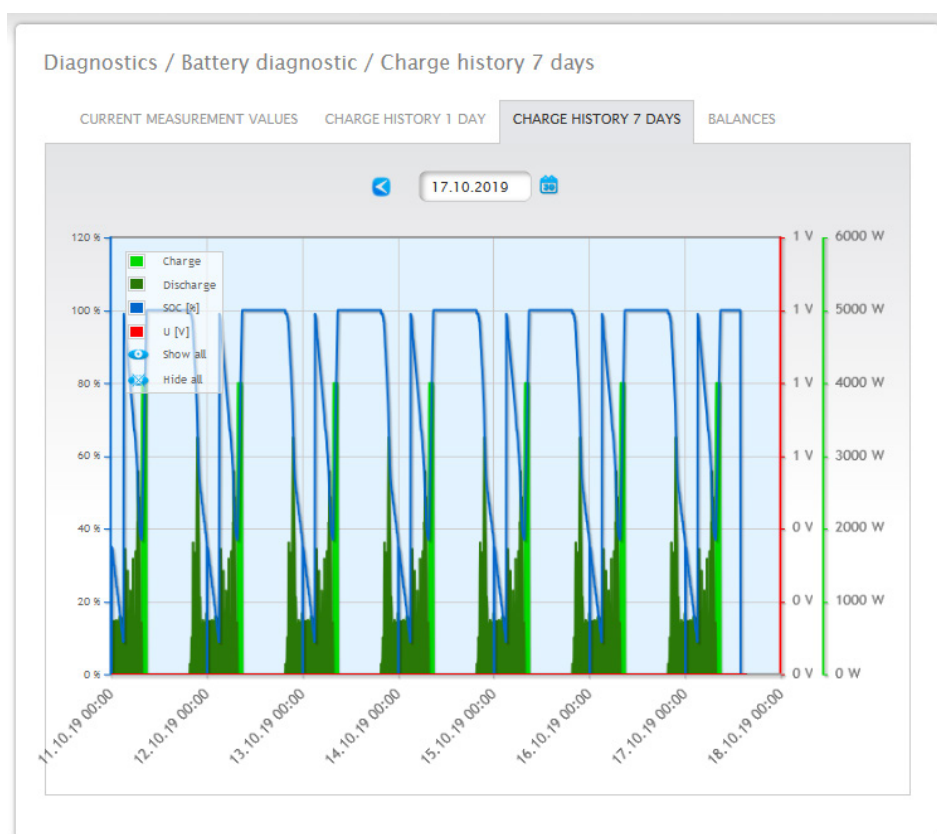 Diagnostics / Battery diagnostic / Charge history 7 days
CURRENT MEASUREMENT VALUES CHARGE HISTORY 1 DAY CHARGE HISTORY 7 DAYS BALANCES
17.10.2019 30
120 % 1 V 6000 W
Charge
Discharge
100 % SOC [%] 1 V 5000 W
U [V]
Show all
80 % Hide all 1 V 4000 W
60 % 1 V 3000 W
40 % 0 V 2000 W
20 % 0 V 1000 W
0 % 0 V 0 W
11.10.19 00:00 12.10.19 00:00 13.10.19 00:00 14.10.19 00:00 15.10.19 00:00 16.10.19 00:00 17.10.19 00:00 18.10.19 00:00